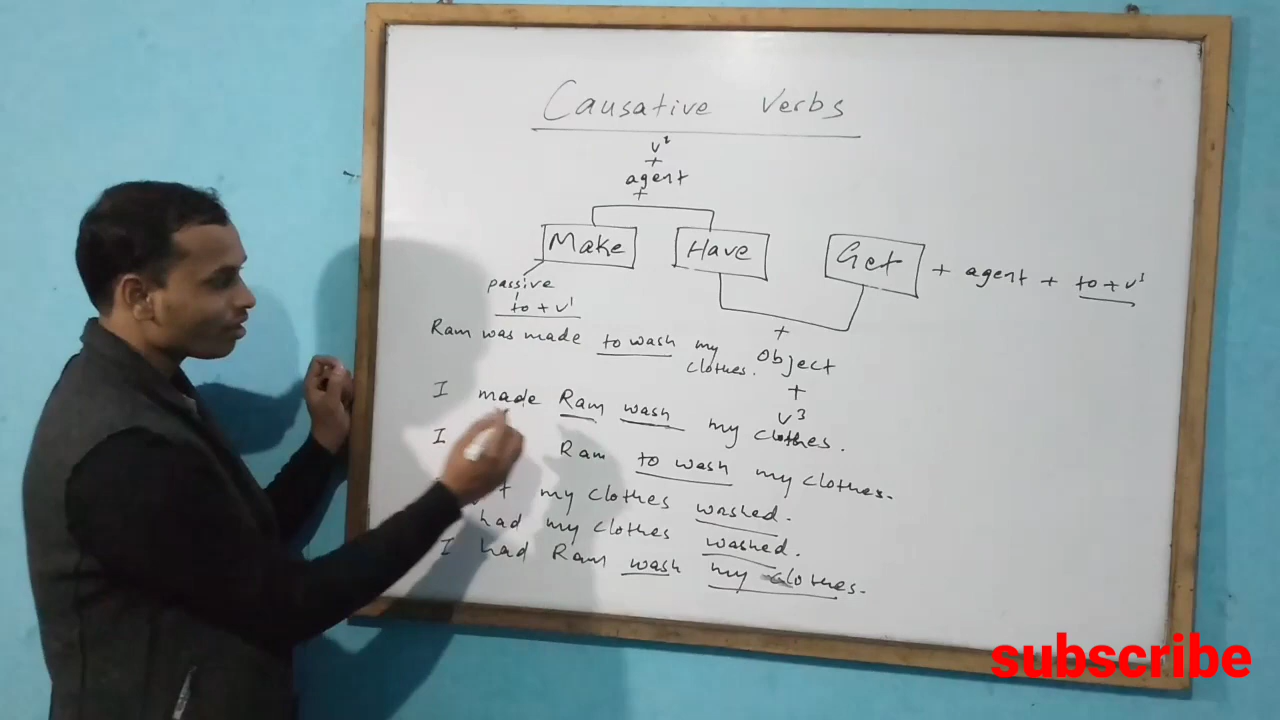 Causative Verbs
v¹
+
agent
+
Make Have Get + agent + to + v¹
passive
to + v¹
+
Ram was made to wash my clothes.
Object
+
v³
I made Ram wash my clothes.
I Ram to wash my clothes.
my clothes washed.
had my clothes washed.
I had Ram wash my clothes.
subscribe